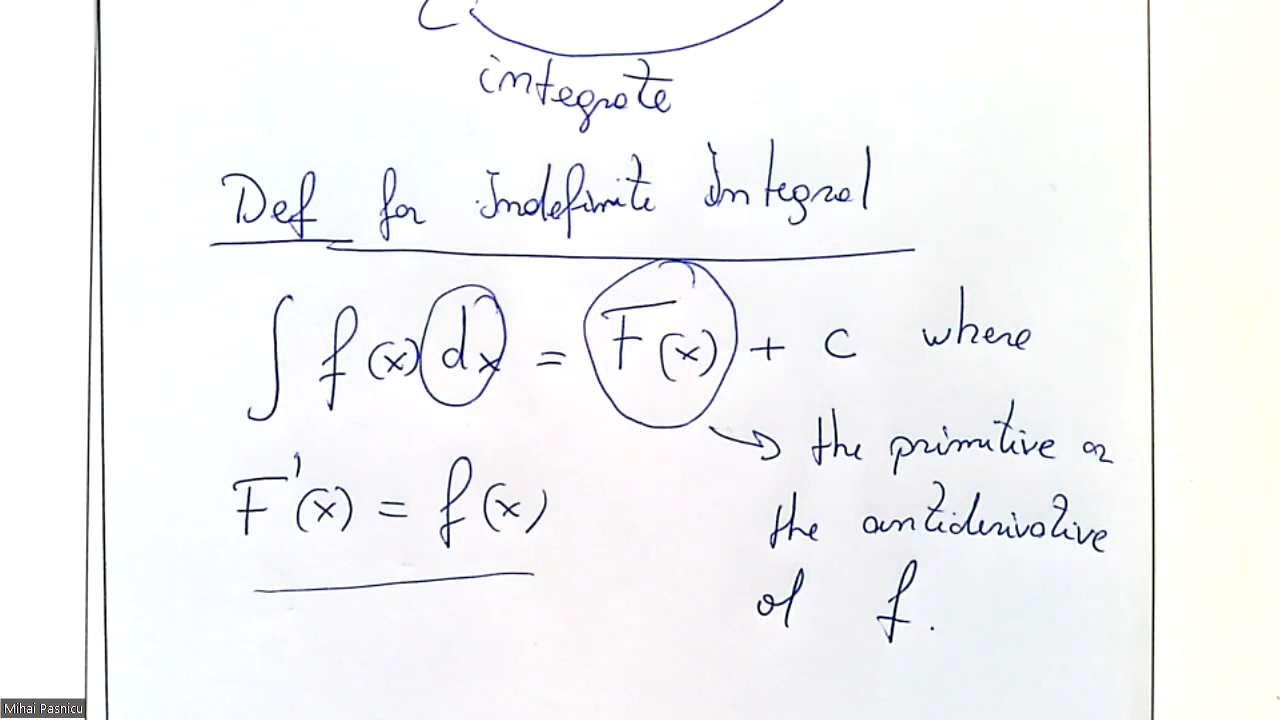 integrate
Def for Indefinite Integral
∫ f(x) dx = F(x) + C where
→ the primitive or
F'(x) = f(x)
the antiderivative
of f.
Mihai Pasnicu